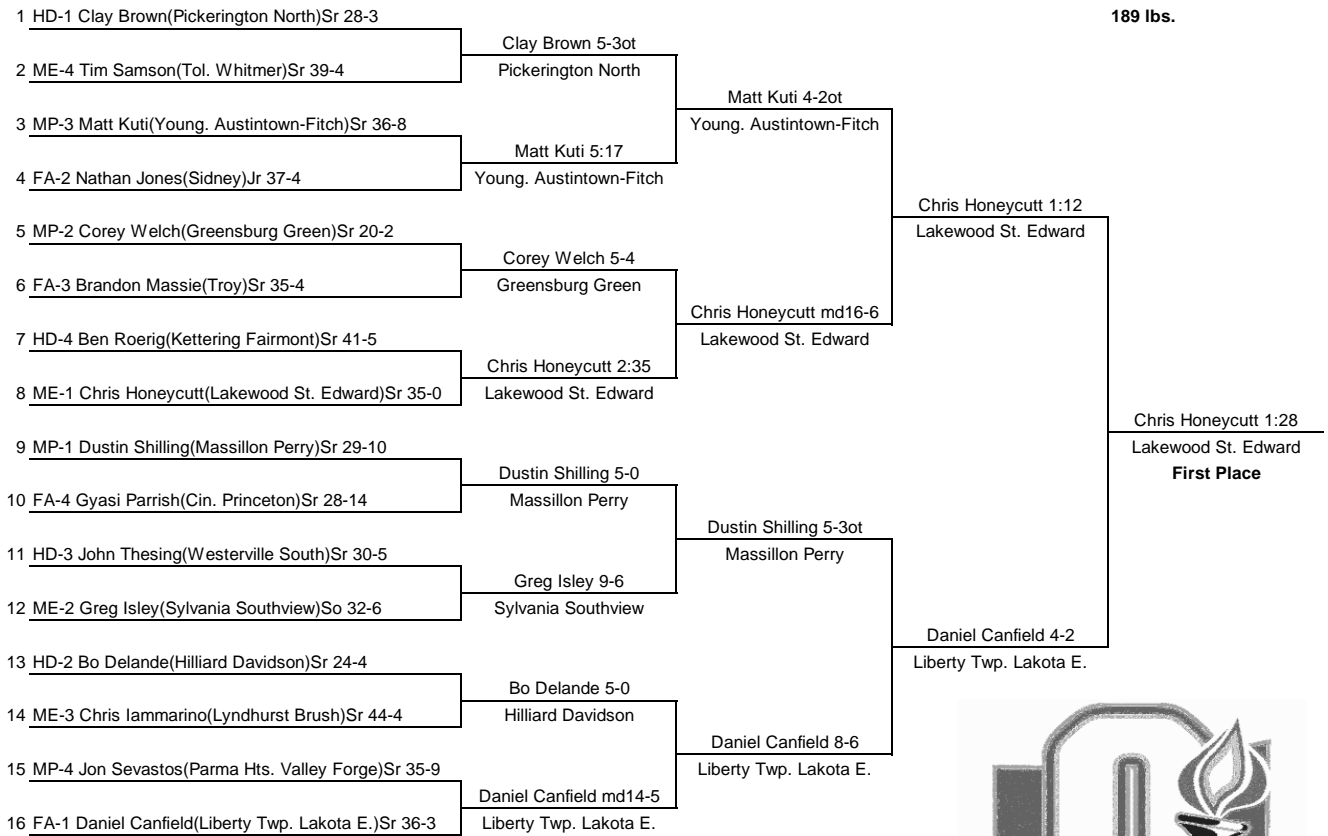 1 HD-1 Clay Brown(Pickerington North)Sr 28-3
189 lbs.
Clay Brown 5-3ot
2 ME-4 Tim Samson(Tol. Whitmer)Sr 39-4
Pickerington North
Matt Kuti 4-2ot
3 MP-3 Matt Kuti(Young. Austintown-Fitch)Sr 36-8
Young. Austintown-Fitch
Matt Kuti 5:17
4 FA-2 Nathan Jones(Sidney)Jr 37-4
Young. Austintown-Fitch
Chris Honeycutt 1:12
5 MP-2 Corey Welch(Greensburg Green)Sr 20-2
Lakewood St. Edward
Corey Welch 5-4
6 FA-3 Brandon Massie(Troy)Sr 35-4
Greensburg Green
Chris Honeycutt md16-6
7 HD-4 Ben Roerig(Kettering Fairmont)Sr 41-5
Lakewood St. Edward
Chris Honeycutt 2:35
8 ME-1 Chris Honeycutt(Lakewood St. Edward)Sr 35-0
Lakewood St. Edward
Chris Honeycutt 1:28
9 MP-1 Dustin Shilling(Massillon Perry)Sr 29-10
Lakewood St. Edward
Dustin Shilling 5-0
First Place
10 FA-4 Gyasi Parrish(Cin. Princeton)Sr 28-14
Massillon Perry
Dustin Shilling 5-3ot
11 HD-3 John Thesing(Westerville South)Sr 30-5
Massillon Perry
Greg Isley 9-6
12 ME-2 Greg Isley(Sylvania Southview)So 32-6
Sylvania Southview
Daniel Canfield 4-2
13 HD-2 Bo Delande(Hilliard Davidson)Sr 24-4
Liberty Twp. Lakota E.
Bo Delande 5-0
14 ME-3 Chris Iammarino(Lyndhurst Brush)Sr 44-4
Hilliard Davidson
Daniel Canfield 8-6
15 MP-4 Jon Sevastos(Parma Hts. Valley Forge)Sr 35-9
Liberty Twp. Lakota E.
Daniel Canfield md14-5
16 FA-1 Daniel Canfield(Liberty Twp. Lakota E.)Sr 36-3
Liberty Twp. Lakota E.